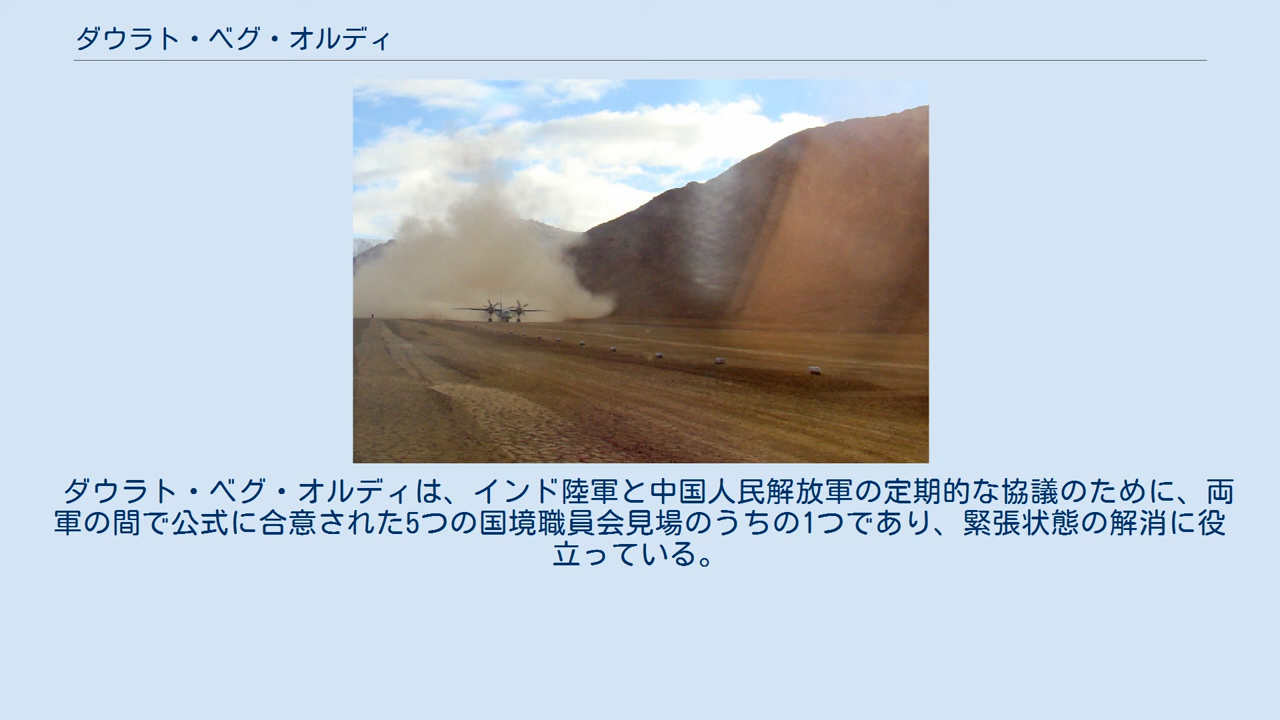 ダウラト・ベグ・オルディ
ダウラト・ベグ・オルディは、インド陸軍と中国人民解放軍の定期的な協議のために、両
軍の間で公式に合意された5つの国境職員会見場のうちの1つであり、緊張状態の解消に役
立っている。